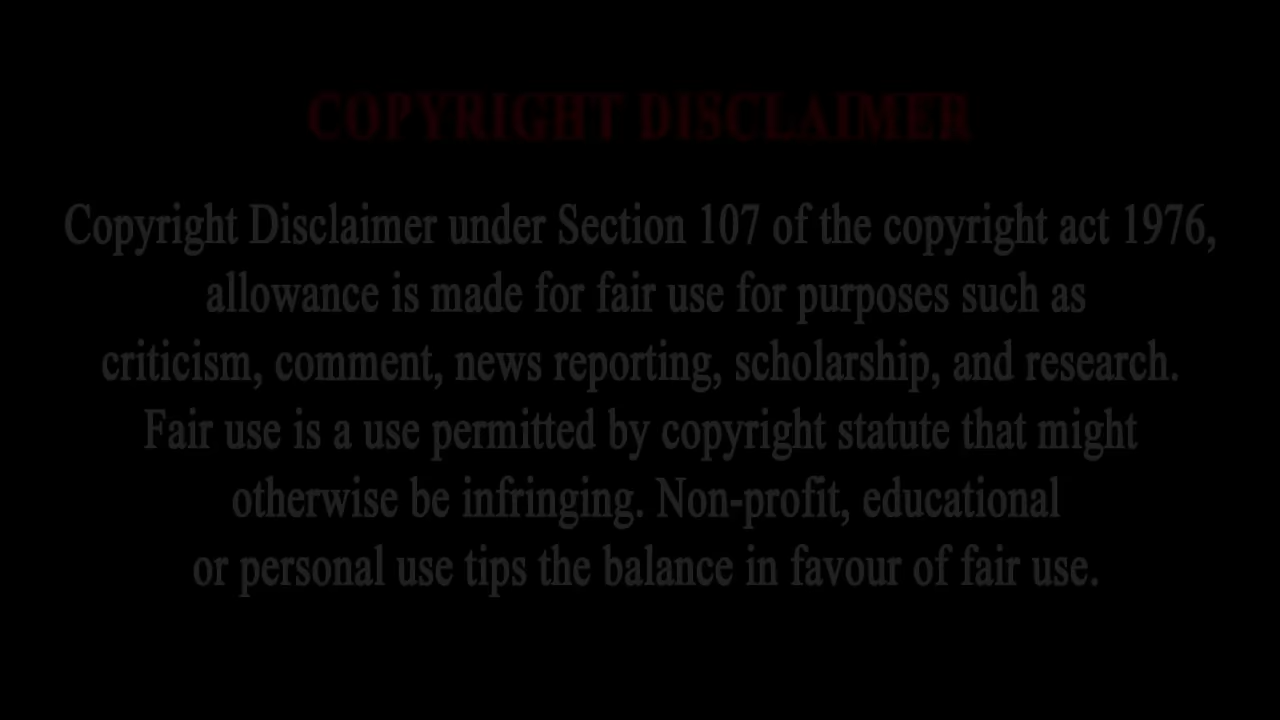 COPYRIGHT DISCLAIMER
Copyright Disclaimer under Section 107 of the copyright act 1976,
allowance is made for fair use for purposes such as
criticism, comment, news reporting, scholarship, and research.
Fair use is a use permitted by copyright statute that might
otherwise be infringing. Non-profit, educational
or personal use tips the balance in favour of fair use.